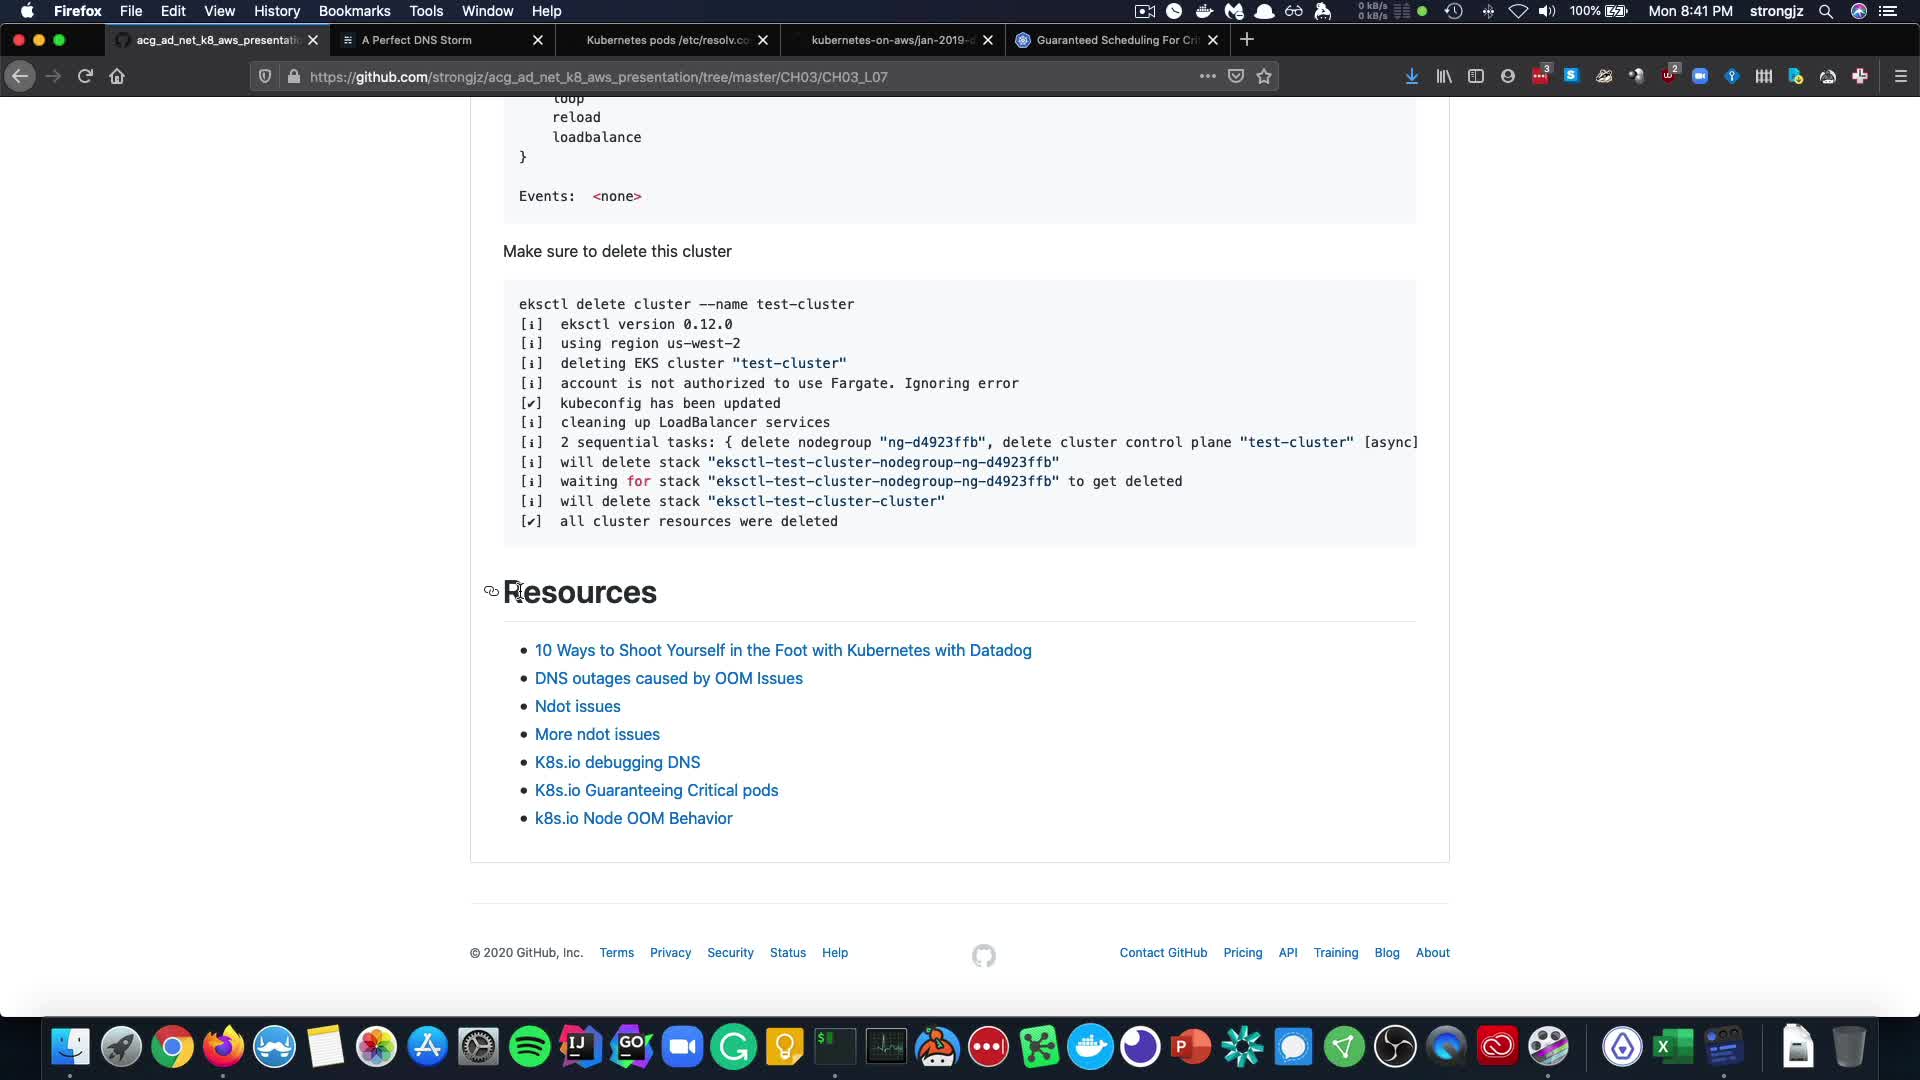 Firefox File Edit View History Bookmarks Tools Window Help
0 kB/s
0 kB/s
100%
Mon 8:41 PM strongjz
acg_ad_net_k8_aws_presentatio
A Perfect DNS Storm
Kubernetes pods /etc/resolv.co
kubernetes-on-aws/jan-2019-d
Guaranteed Scheduling For Cri
https://github.com/strongjz/acg_ad_net_k8_aws_presentation/tree/master/CH03/CH03_L07
3
2
loop
reload
loadbalance
}
Events: <none>
Make sure to delete this cluster
eksctl delete cluster --name test-cluster
[ℹ] eksctl version 0.12.0
[ℹ] using region us-west-2
[ℹ] deleting EKS cluster "test-cluster"
[ℹ] account is not authorized to use Fargate. Ignoring error
[✔] kubeconfig has been updated
[ℹ] cleaning up LoadBalancer services
[ℹ] 2 sequential tasks: { delete nodegroup "ng-d4923ffb", delete cluster control plane "test-cluster" [async]
[ℹ] will delete stack "eksctl-test-cluster-nodegroup-ng-d4923ffb"
[ℹ] waiting for stack "eksctl-test-cluster-nodegroup-ng-d4923ffb" to get deleted
[ℹ] will delete stack "eksctl-test-cluster-cluster"
[✔] all cluster resources were deleted
Resources
• 10 Ways to Shoot Yourself in the Foot with Kubernetes with Datadog
• DNS outages caused by OOM Issues
• Ndot issues
• More ndot issues
• K8s.io debugging DNS
• K8s.io Guaranteeing Critical pods
• k8s.io Node OOM Behavior
© 2020 GitHub, Inc. Terms Privacy Security Status Help
Contact GitHub Pricing API Training Blog About